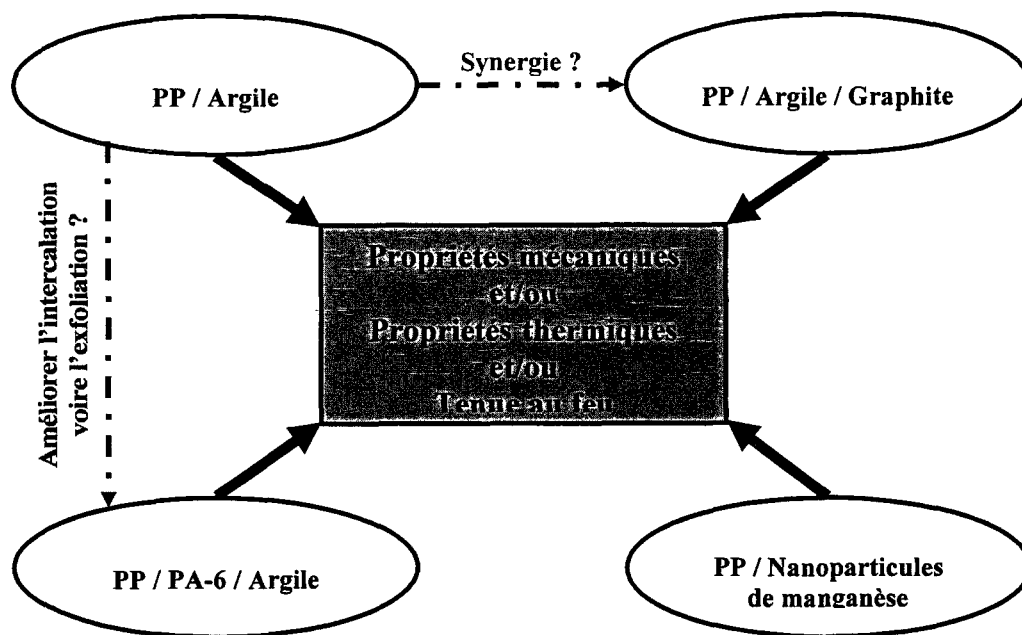 Synergie ?
PP / Argile
PP / Argile / Graphite
Améliorer l'intercalation
voire l'exfoliation ?
Propriétés mécaniques
et/ou
Propriétés thermiques
et/ou
Tenue au feu
PP / PA-6 / Argile
PP / Nanoparticules
de manganèse